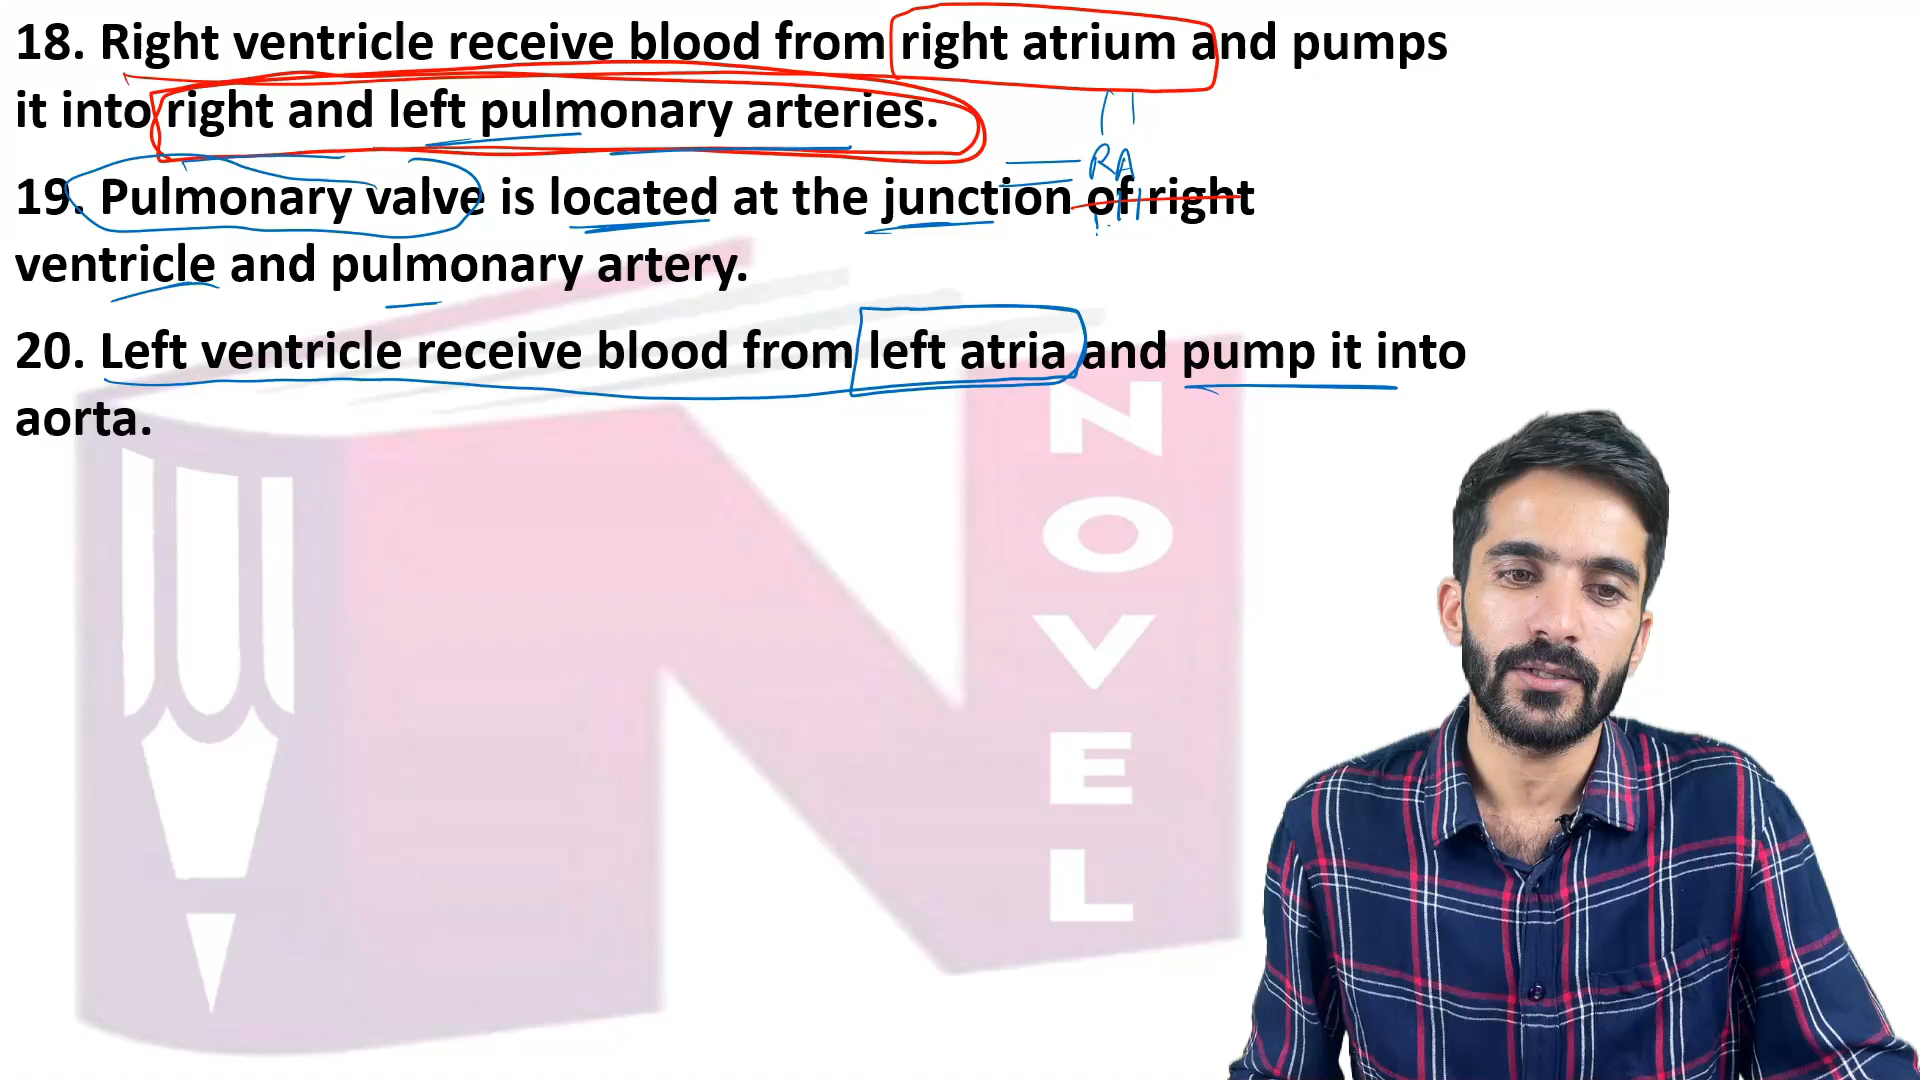 18. Right ventricle receive blood from right atrium and pumps
it into right and left pulmonary arteries.
RA
19. Pulmonary valve is located at the junction of right
ventricle and pulmonary artery.
20. Left ventricle receive blood from left atria and pump it into
aorta.
NOVEL